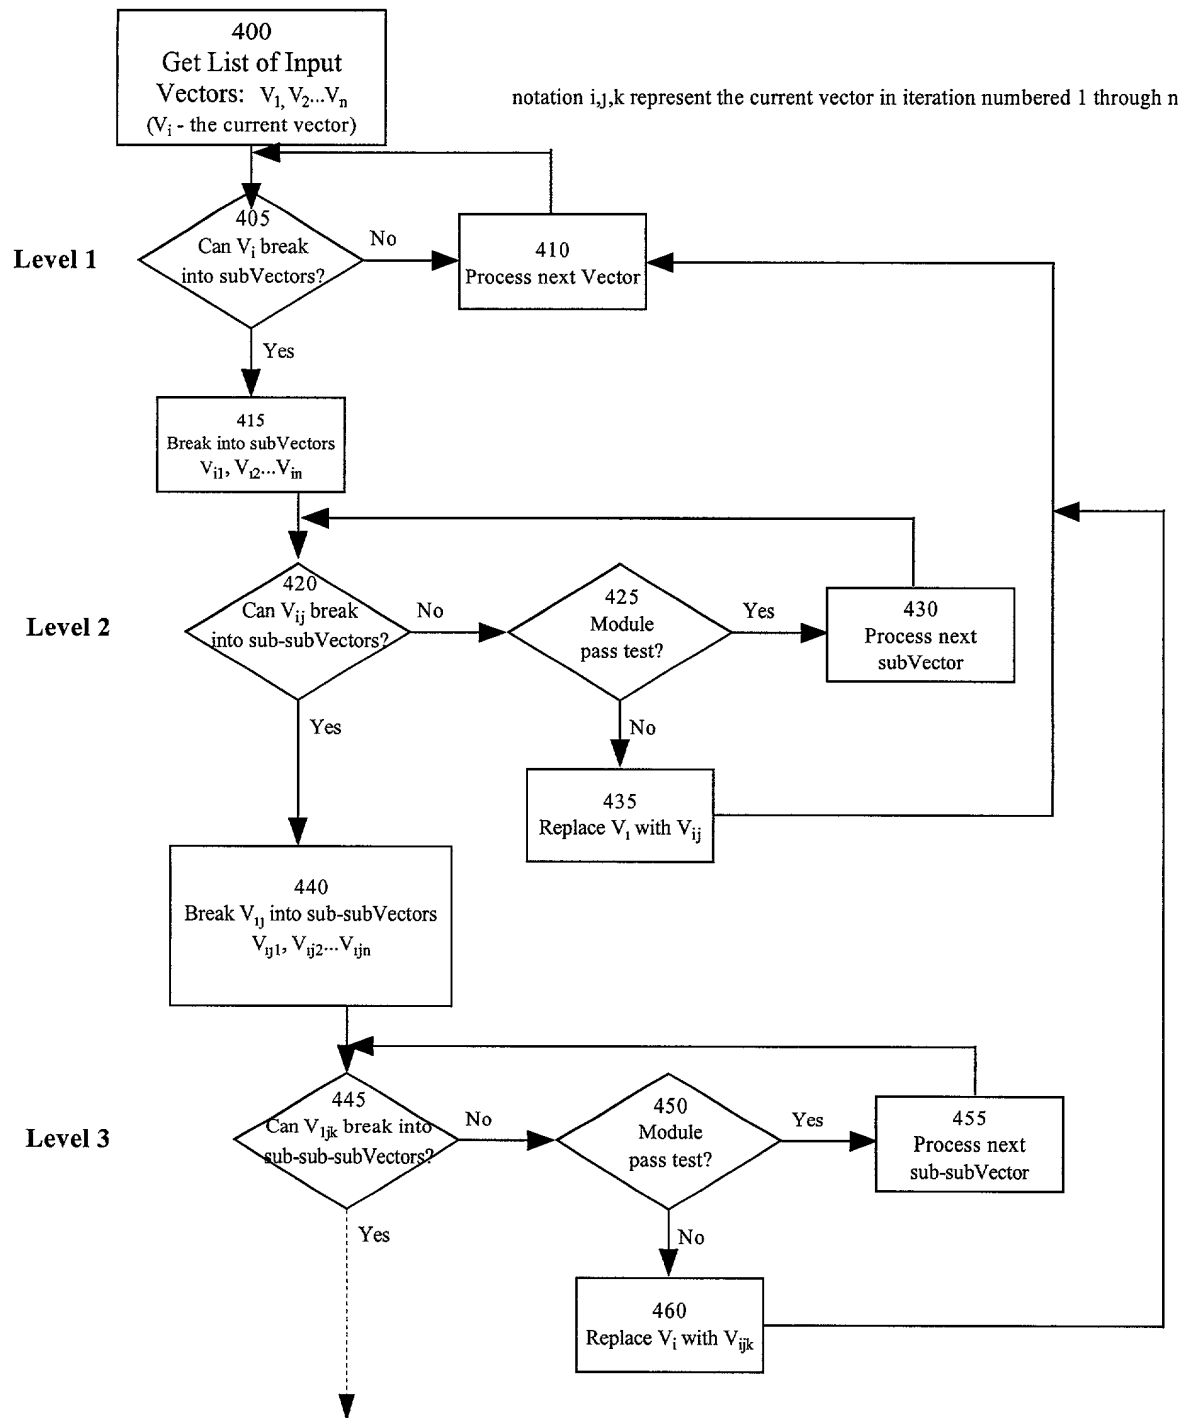 400
Get List of Input
Vectors: V1, V2...Vn
(Vi - the current vector)
notation i,j,k represent the current vector in iteration numbered 1 through n
Level 1
405
Can Vi break
into subVectors?
No
410
Process next Vector
Yes
415
Break into subVectors
Vi1, Vi2...Vin
Level 2
420
Can Vij break
into sub-subVectors?
No
425
Module
pass test?
Yes
430
Process next
subVector
Yes
No
435
Replace Vi with Vij
440
Break Vij into sub-subVectors
Vij1, Vij2...Vijn
Level 3
445
Can Vijk break into
sub-sub-subVectors?
No
450
Module
pass test?
Yes
455
Process next
sub-subVector
Yes
No
460
Replace Vi with Vijk